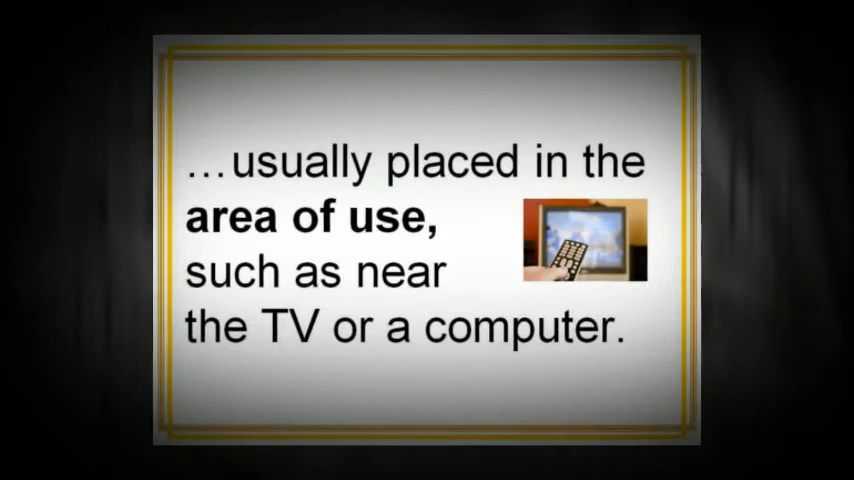 …usually placed in the
area of use,
such as near
the TV or a computer.